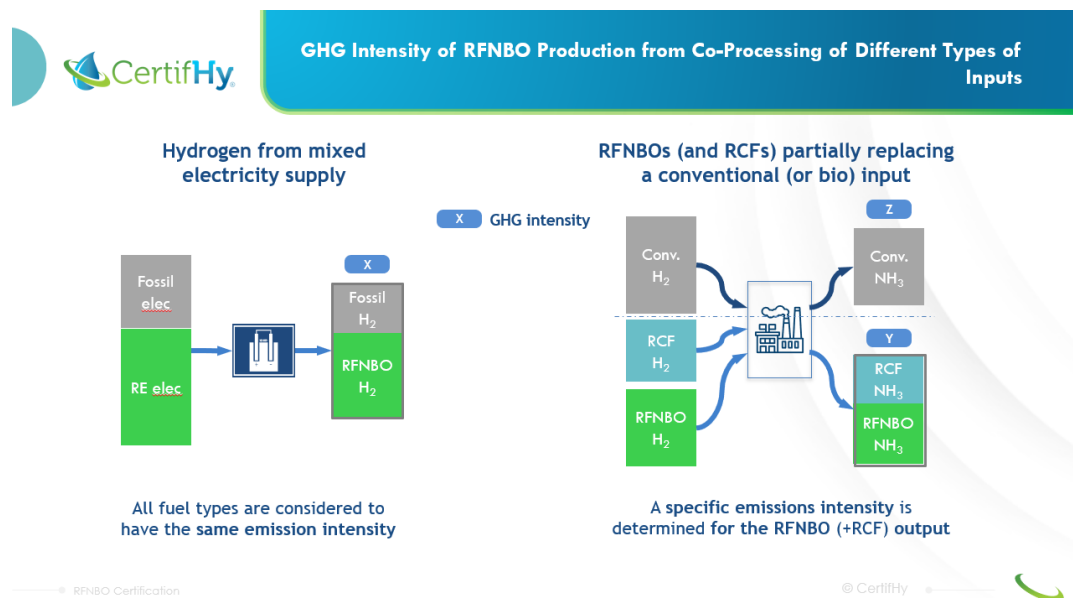 CertifHy®
GHG Intensity of RFNBO Production from Co-Processing of Different Types of
Inputs
Hydrogen from mixed
electricity supply
RFNBOs (and RCFs) partially replacing
a conventional (or bio) input
X GHG intensity
Fossil
elec
RE elec
X
Fossil
H₂
RFNBO
H₂
Conv.
H₂
RCF
H₂
RFNBO
H₂
Z
Conv.
NH₃
Y
RCF
NH₃
RFNBO
NH₃
All fuel types are considered to
have the same emission intensity
A specific emissions intensity is
determined for the RFNBO (+RCF) output
RFNBO Certification
© CertifHy